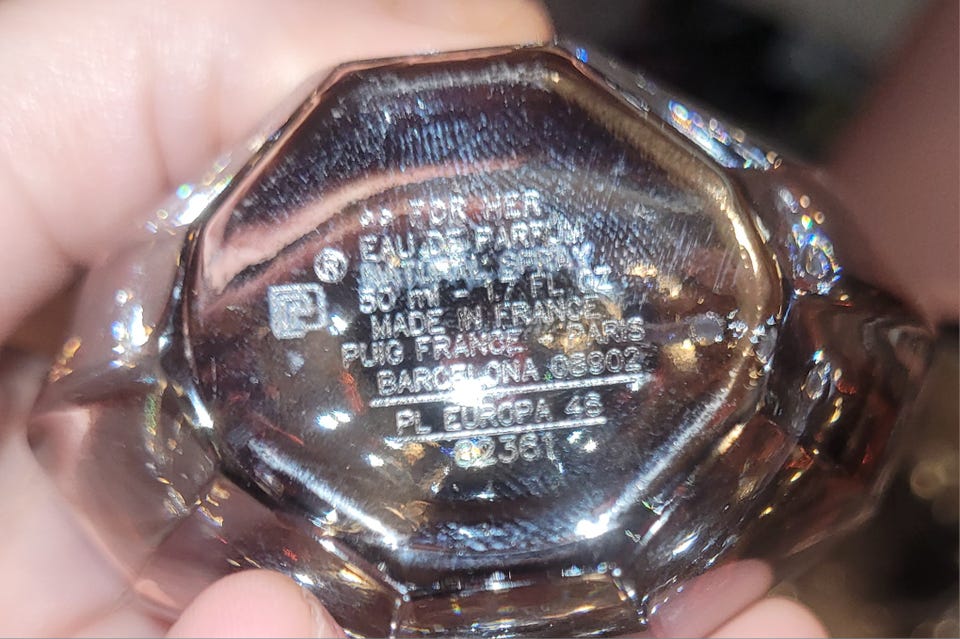 FOR HER
EAU DE PARFUM
NATURAL SPRAY
®
50 ml - 1.7 FL. OZ
MADE IN FRANCE
PUIG FRANCE - PARIS
BARCELONA 08902
PL EUROPA 46